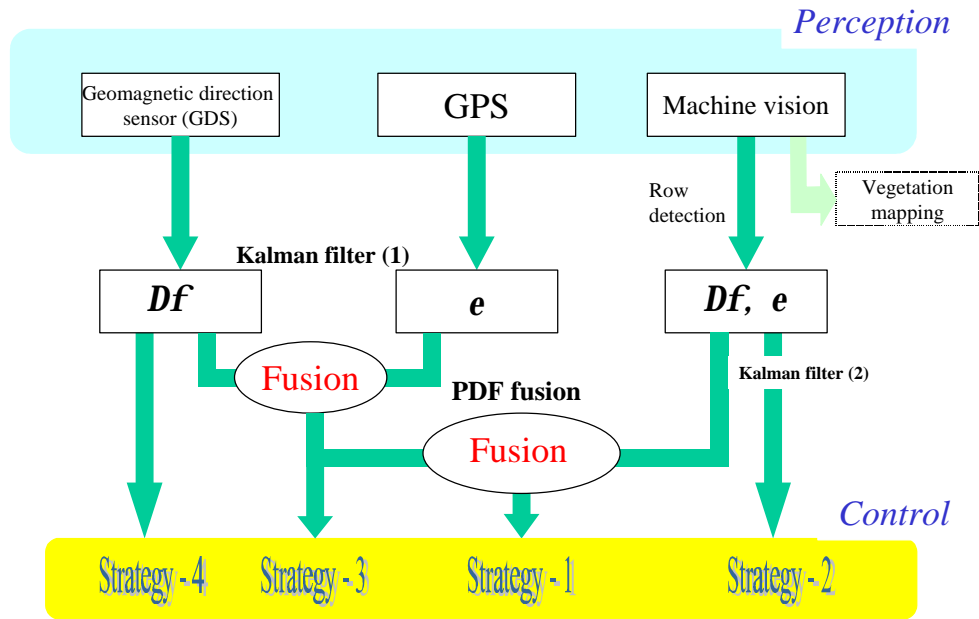 Perception
Geomagnetic direction
sensor (GDS)
GPS
Machine vision
Row
detection
Vegetation
mapping
Kalman filter (1)
Df
e
Df, e
Fusion
Kalman filter (2)
PDF fusion
Fusion
Control
Strategy - 4
Strategy - 3
Strategy - 1
Strategy - 2